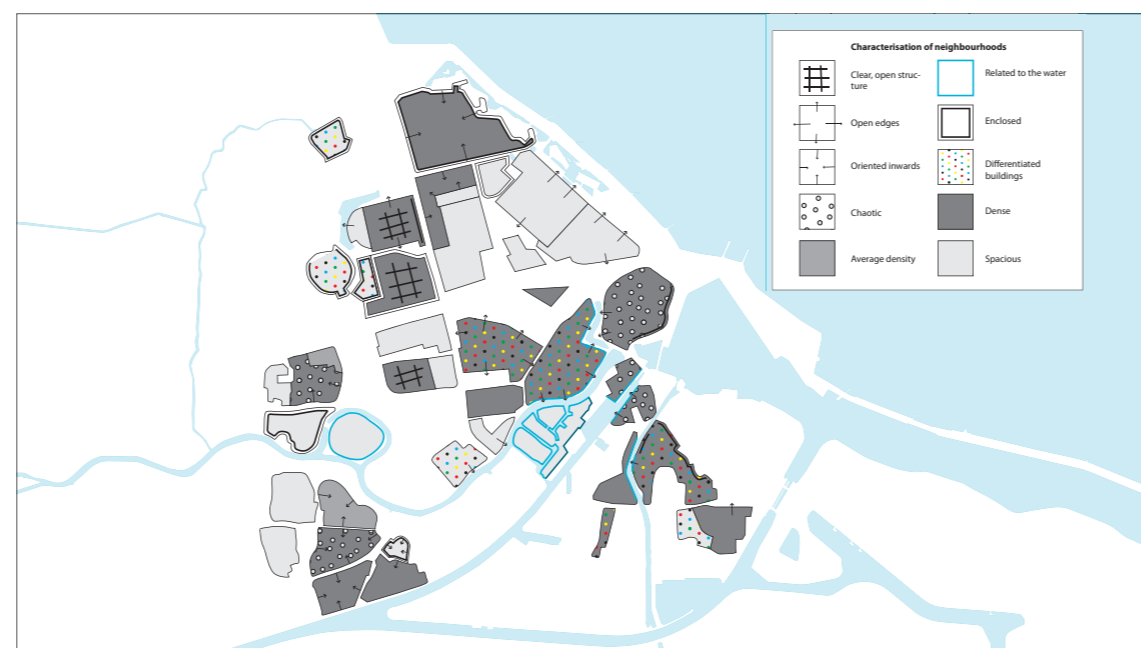 Characterisation of neighbourhoods
Clear, open struc-
ture
Related to the water
Open edges
Enclosed
Oriented inwards
Differentiated
buildings
Chaotic
Dense
Average density
Spacious